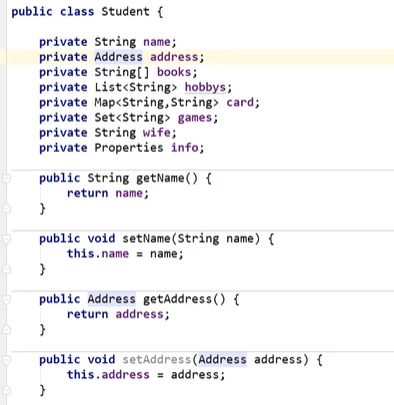 public class Student {
private String name;
private Address address;
private String[] books;
private List<String> hobbys;
private Map<String,String> card;
private Set<String> games;
private String wife;
private Properties info;
public String getName() {
return name;
}
public void setName(String name) {
this.name = name;
}
public Address getAddress() {
return address;
}
public void setAddress(Address address) {
this.address = address;
}